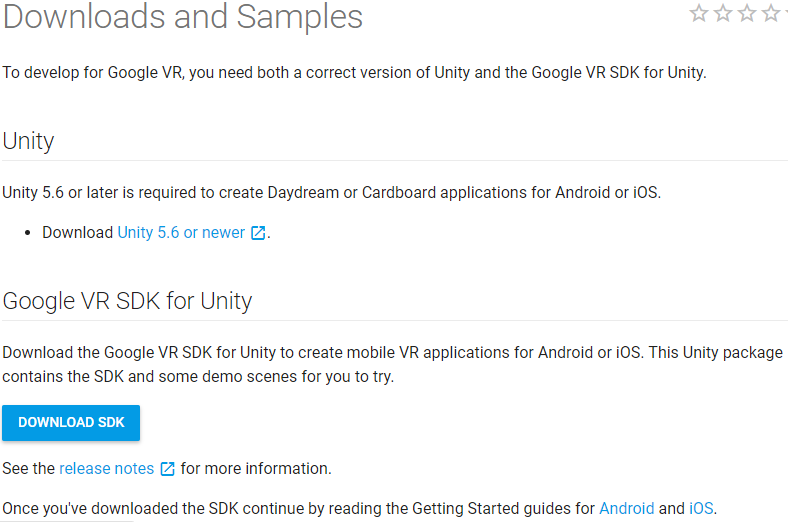 Downloads and Samples
To develop for Google VR, you need both a correct version of Unity and the Google VR SDK for Unity.
Unity
Unity 5.6 or later is required to create Daydream or Cardboard applications for Android or iOS.
• Download Unity 5.6 or newer.
Google VR SDK for Unity
Download the Google VR SDK for Unity to create mobile VR applications for Android or iOS. This Unity package
contains the SDK and some demo scenes for you to try.
DOWNLOAD SDK
See the release notes for more information.
Once you've downloaded the SDK continue by reading the Getting Started guides for Android and iOS.